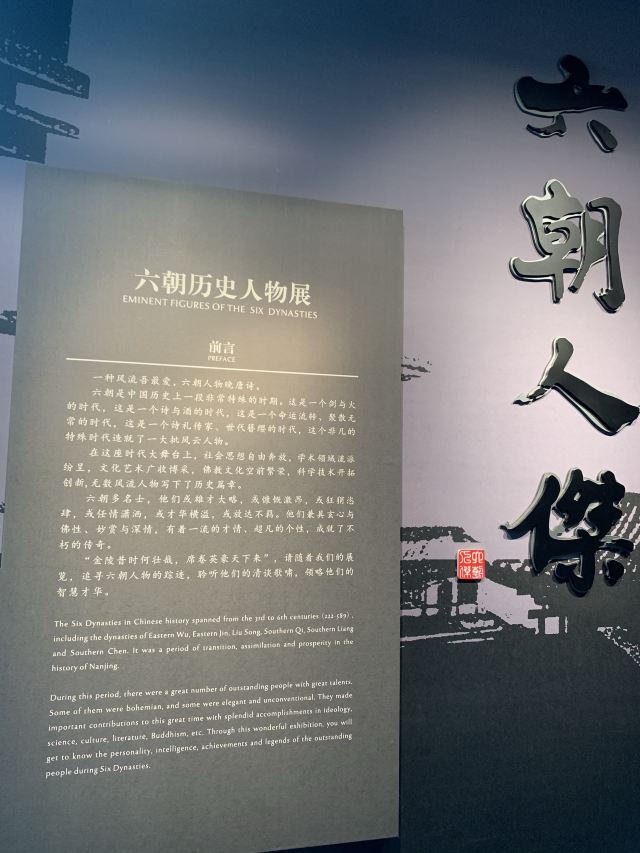 六朝历史人物展
EMINENT FIGURES OF THE SIX DYNASTIES
前言
PREFACE
一种风流吾最爱，六朝人物晚唐诗。
六朝是中国历史上一段非常特殊的时期。这是一个剑与火
的时代，这是一个诗与酒的时代，这是一个命运流转、聚散无
常的时代，这是一个诗礼传家、世代簪缨的时代，这个非凡的
特殊时代造就了一大批风云人物。
在这座时代大舞台上，社会思想自由奔放，学术领域流派
纷呈，文化艺术广收博采，佛教文化空前繁荣，科学技术开拓
创新，无数风流人物写下了历史篇章。
六朝多名士，他们或雄才大略，或慷慨激昂，或狂狷恣
肆，或任情潇洒，或才华横溢，或放达不羁。他们兼具玄心与
佛性、妙赏与深情，有着一流的才情、超凡的个性，成就了不
朽的传奇。
“金陵昔时何壮哉，席卷英豪天下来”，请随着我们的展
览，追寻六朝人物的踪迹，聆听他们的清谈歌啸，领略他们的
智慧才华。
The Six Dynasties in Chinese history spanned from the 3rd to 6th centuries (222-589),
including the dynasties of Eastern Wu, Eastern Jin, Liu Song, Southern Qi, Southern Liang
and Southern Chen. It was a period of transition, assimilation and prosperity in the
history of Nanjing.
During this period, there were a great number of outstanding people with great talents.
Some of them were bohemian, and some were elegant and unconventional. They made
important contributions to this great time with splendid accomplishments in ideology,
science, culture, literature, Buddhism, etc. Through this wonderful exhibition, you will
get to know the personality, intelligence, achievements and legends of the outstanding
people during Six Dynasties.
六朝人傑
六朝
人傑